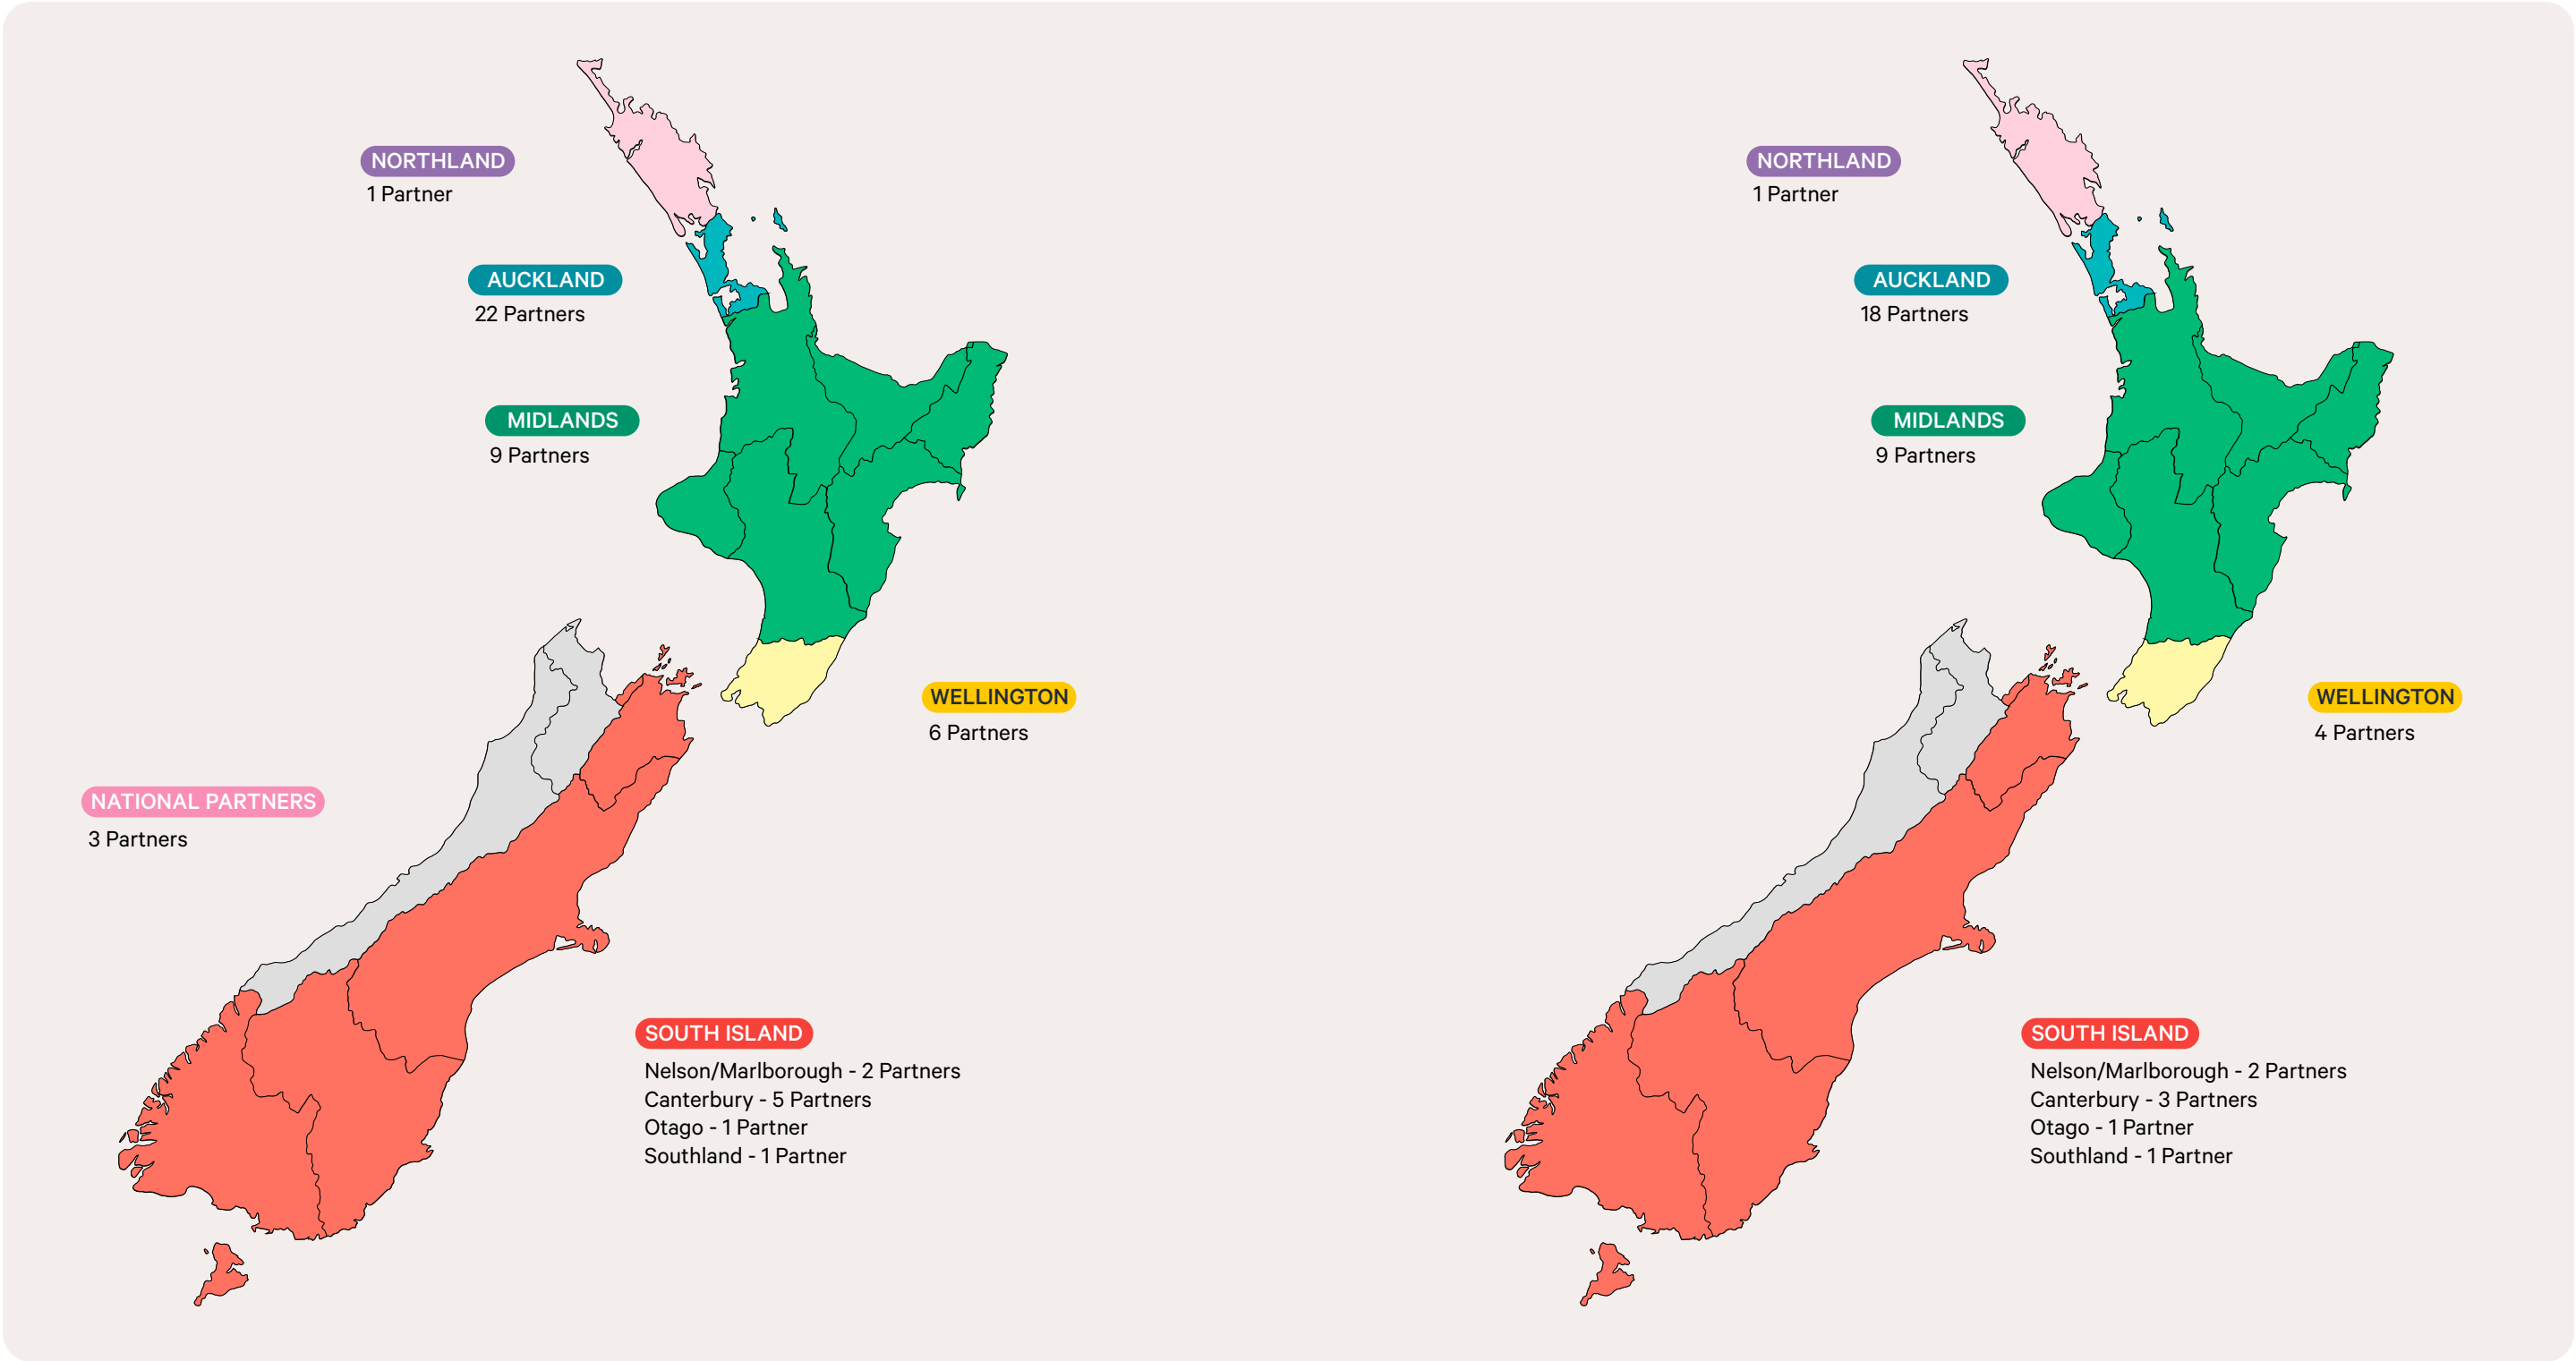 NORTHLAND
1 Partner
AUCKLAND
22 Partners
MIDLANDS
9 Partners
WELLINGTON
6 Partners
NATIONAL PARTNERS
3 Partners
SOUTH ISLAND
Nelson/Marlborough - 2 Partners
Canterbury - 5 Partners
Otago - 1 Partner
Southland - 1 Partner
NORTHLAND
1 Partner
AUCKLAND
18 Partners
MIDLANDS
9 Partners
WELLINGTON
4 Partners
SOUTH ISLAND
Nelson/Marlborough - 2 Partners
Canterbury - 3 Partners
Otago - 1 Partner
Southland - 1 Partner